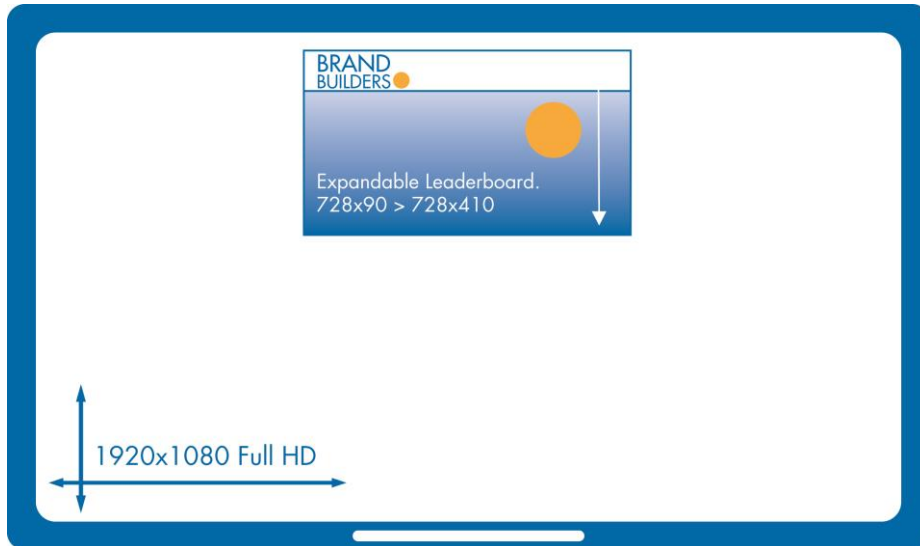 BRAND
BUILDERS
Expandable Leaderboard.
728x90 > 728x410
1920x1080 Full HD